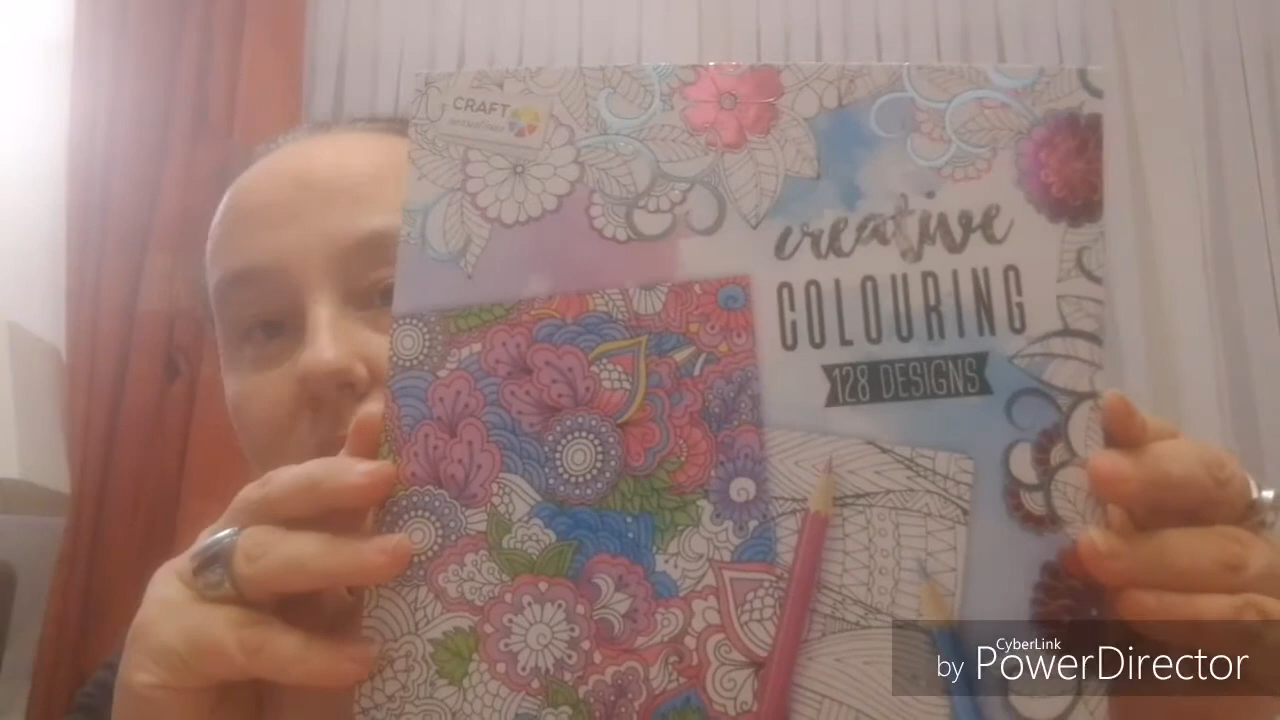 CRAFT
creative
COLOURING
128 DESIGNS
CyberLink
by PowerDirector